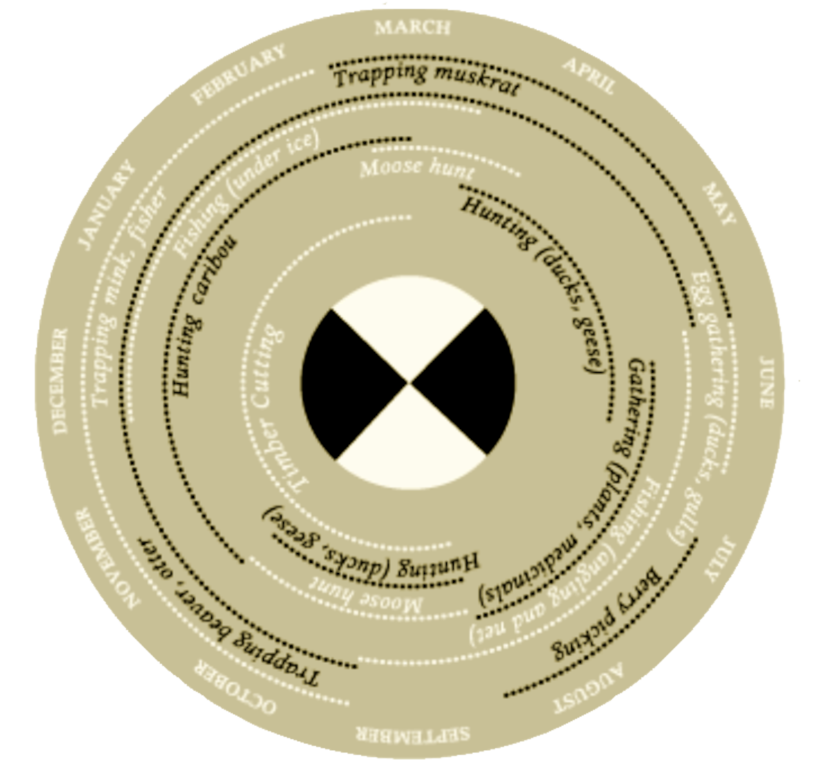 MARCH
APRIL
MAY
JUNE
JULY
AUGUST
SEPTEMBER
OCTOBER
NOVEMBER
DECEMBER
JANUARY
FEBRUARY
Trapping muskrat
Egg gathering (ducks, gulls)
Berry picking
Trapping mink, fisher
Trapping beaver, otter
Fishing (under ice)
Fishing (angling and net)
Hunting caribou
Moose hunt
Gathering (plants, medicinals)
Moose hunt
Hunting (ducks, geese)
Hunting (ducks, geese)
Timber Cutting